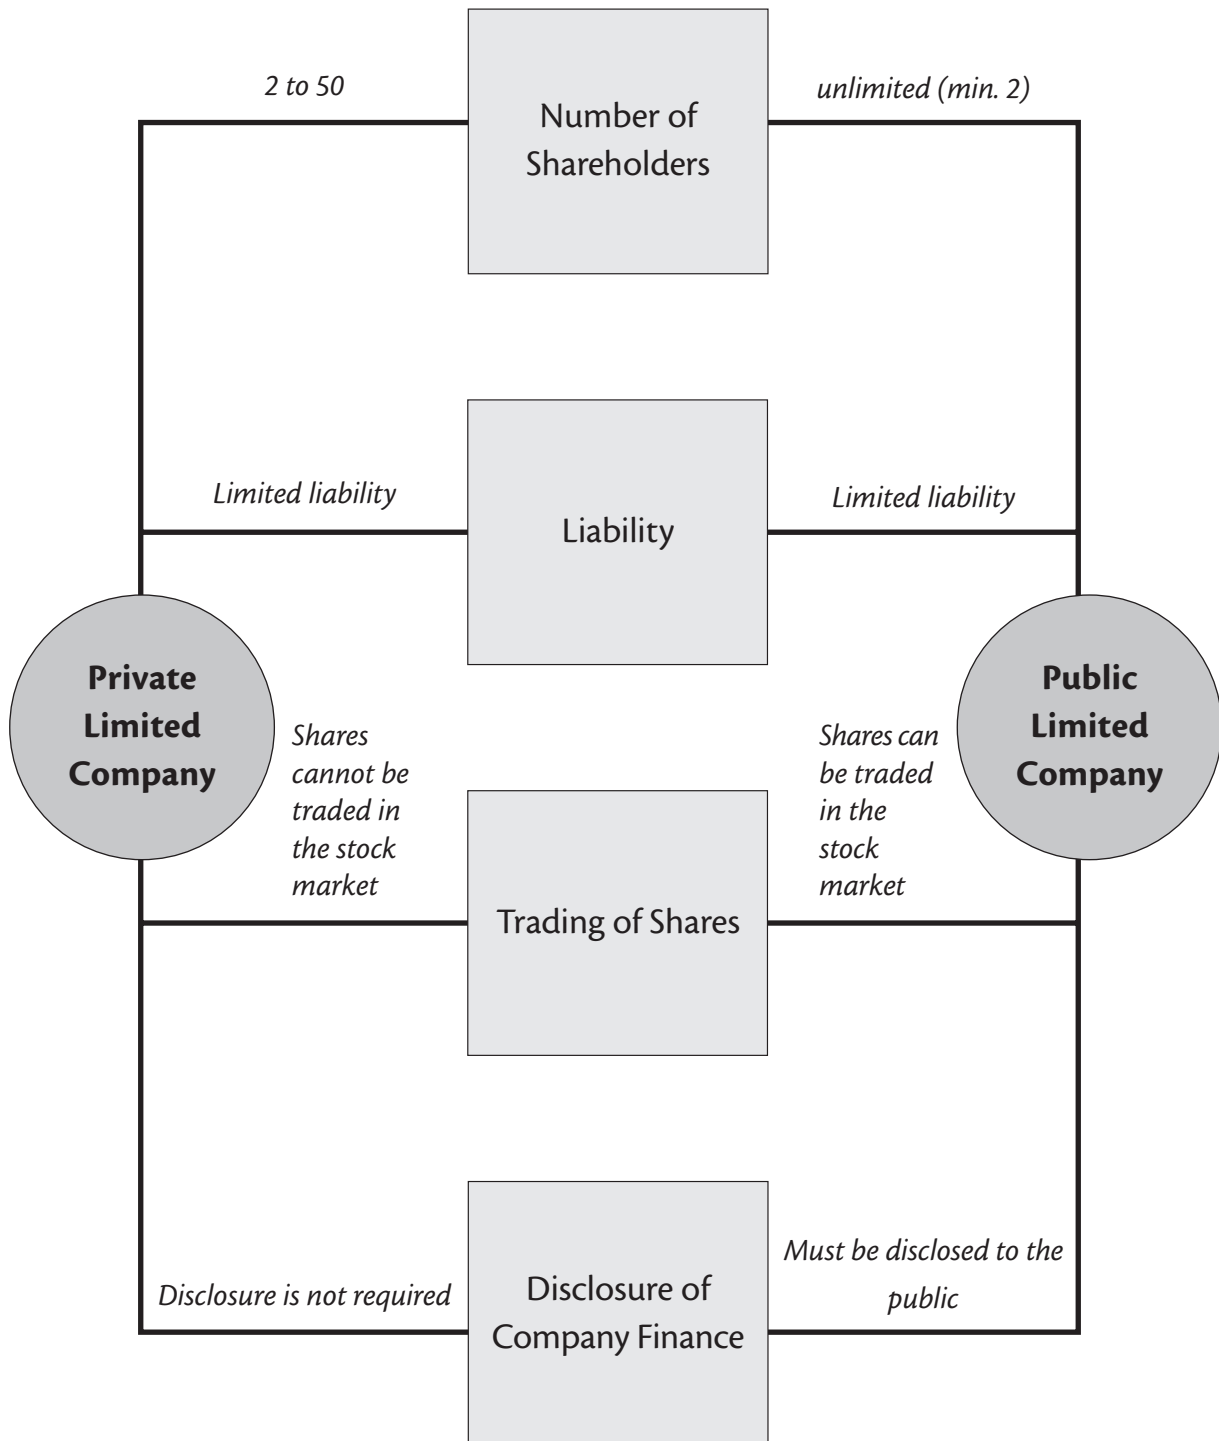 2 to 50
Number of
Shareholders
unlimited (min. 2)
Limited liability
Liability
Limited liability
Private
Limited
Company
Shares
cannot be
traded in
the stock
market
Trading of Shares
Shares can
be traded
in the
stock
market
Public
Limited
Company
Disclosure is not required
Disclosure of
Company Finance
Must be disclosed to the
public